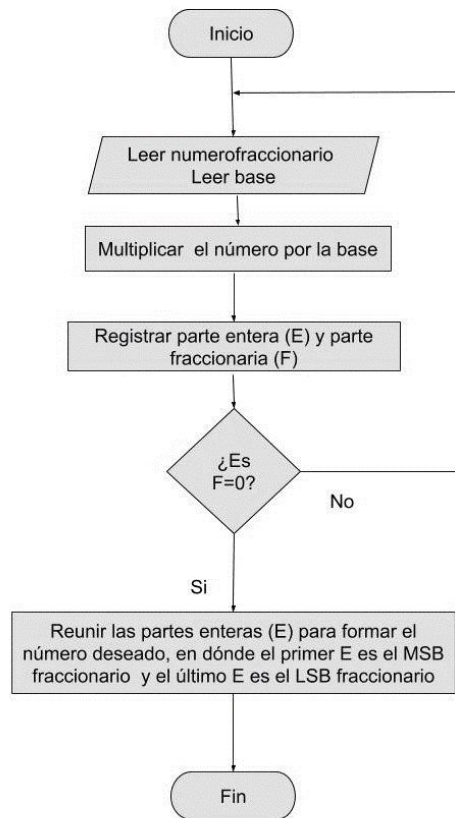 Inicio
Leer numerofraccionario
Leer base
Multiplicar el número por la base
Registrar parte entera (E) y parte
fraccionaria (F)
¿Es
F=0?
No
Si
Reunir las partes enteras (E) para formar el
número deseado, en dónde el primer E es el MSB
fraccionario y el último E es el LSB fraccionario
Fin